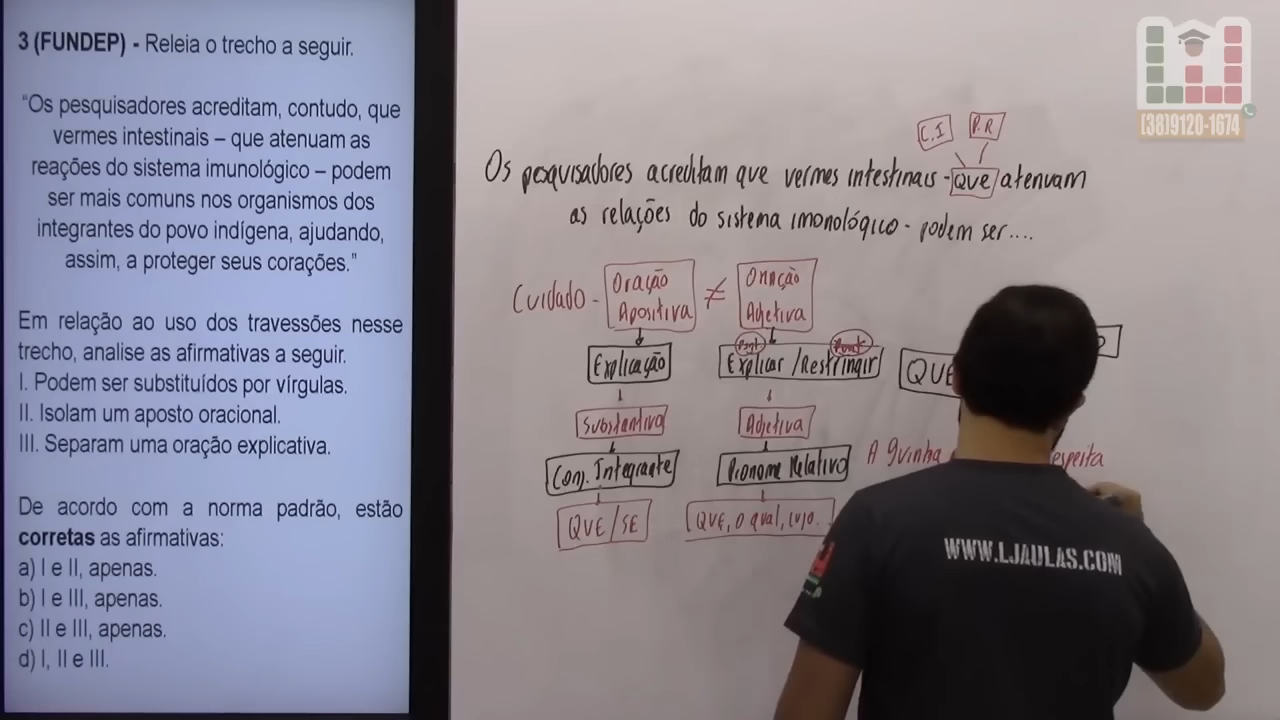 3 (FUNDEP) - Releia o trecho a seguir.
“Os pesquisadores acreditam, contudo, que
vermes intestinais – que atenuam as
reações do sistema imunológico – podem
ser mais comuns nos organismos dos
integrantes do povo indígena, ajudando,
assim, a proteger seus corações.”
Em relação ao uso dos travessões nesse
trecho, analise as afirmativas a seguir.
I. Podem ser substituídos por vírgulas.
II. Isolam um aposto oracional.
III. Separam uma oração explicativa.
De acordo com a norma padrão, estão
corretas as afirmativas:
a) I e II, apenas.
b) I e III, apenas.
c) II e III, apenas.
d) I, II e III.
(38)9120-1674
C.I P.R
Os pesquisadores acreditam que vermes intestinais - que atenuam
as relações do sistema imonológico - podem ser....
Cuidado - Oração Apositiva ≠ Oração Adjetiva
Explicação
Explicar / Restringir
QUE
Substantiva
Adjetiva
Conj. Integrante
Pronome Relativo
A 9vinha
QUE / SE
QUE, o qual, cujo..
WWW.LJAULAS.COM